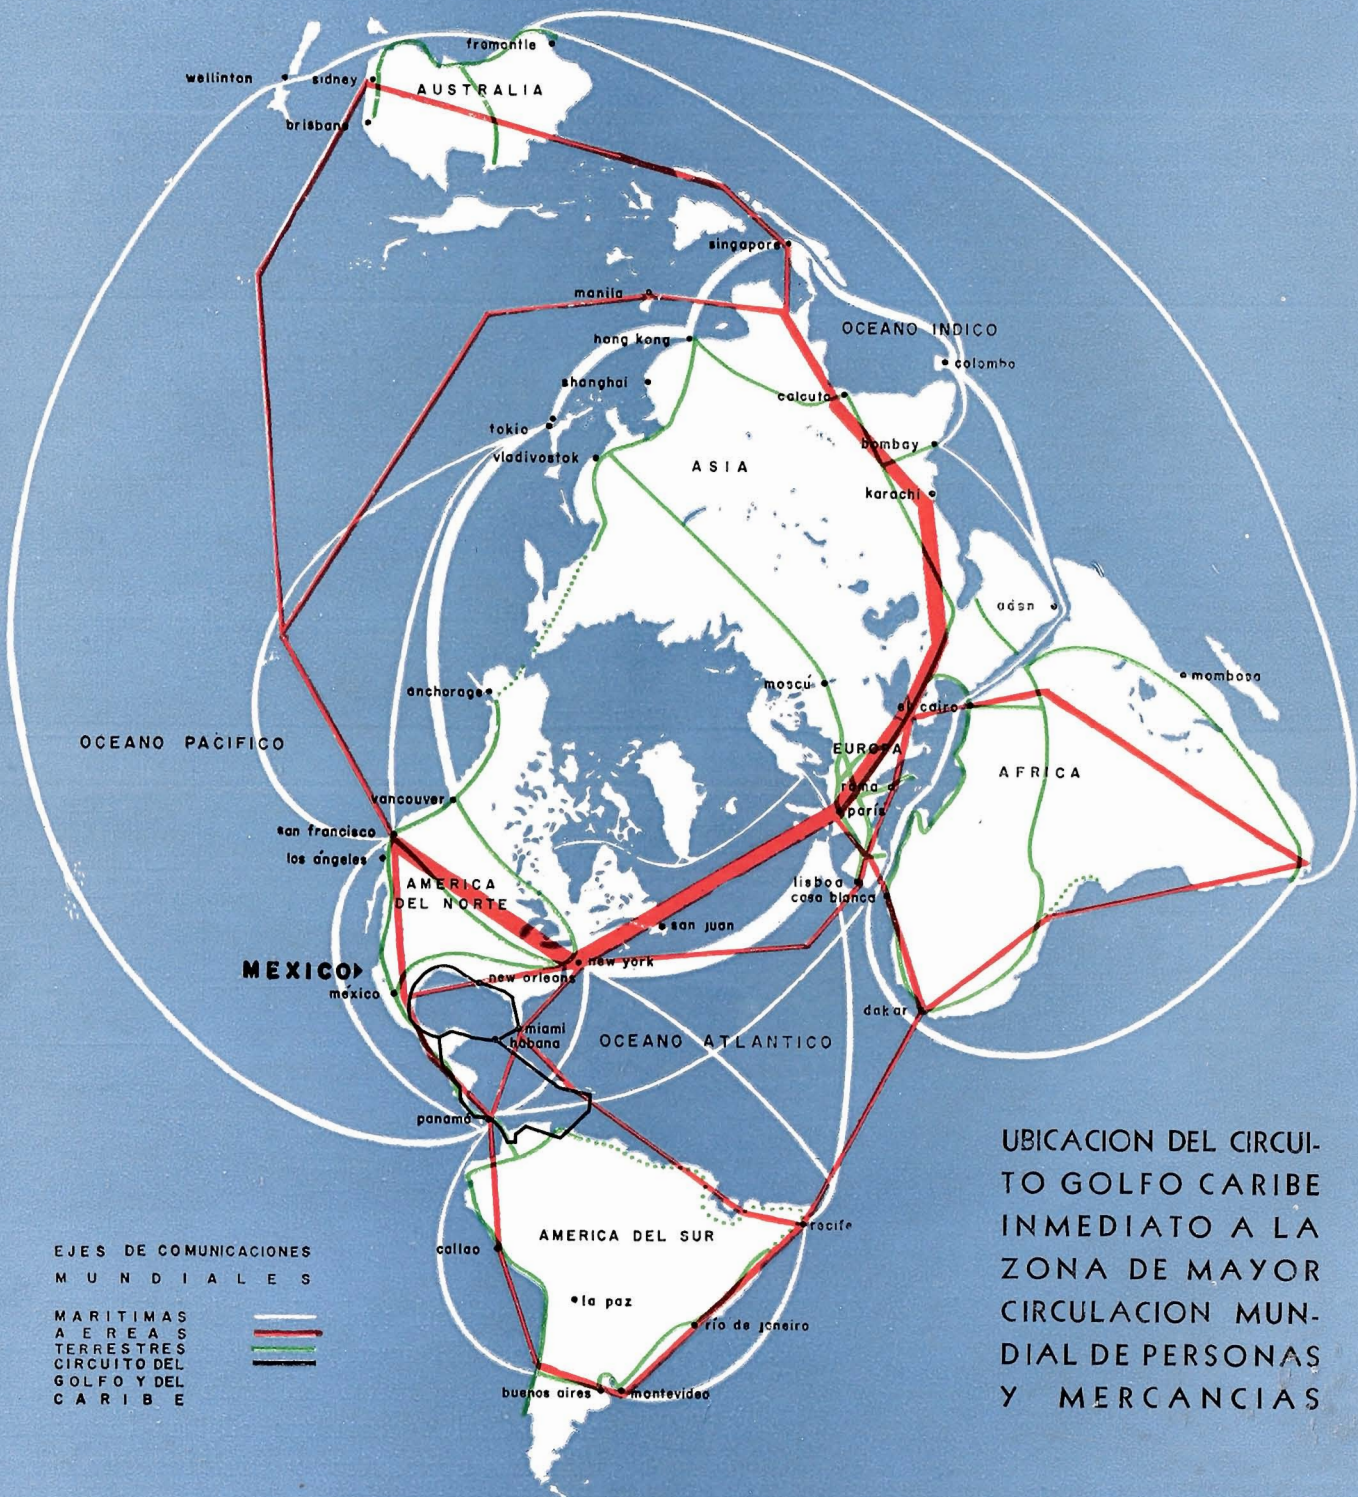 fromantle
wellinton
sidney
AUSTRALIA
brisbane
singapore
manila
OCEANO INDICO
hong kong
colombo
shanghai
calcuta
tokio
bombay
vladivostok
ASIA
karachi
aden
mombasa
moscú
anchorage
el cairo
OCEANO PACIFICO
EUROPA
AFRICA
roma
vancouver
parís
san francisco
los ángeles
AMERICA
DEL NORTE
lisboa
casa blanca
san juan
MEXICO
new york
new orleans
méxico
dakar
miami
habana
OCEANO ATLANTICO
panamá
recife
AMERICA DEL SUR
callao
la paz
río de janeiro
buenos aires
montevideo
EJES DE COMUNICACIONES
MUNDIALES
MARITIMAS
AEREAS
TERRESTRES
CIRCUITO DEL
GOLFO Y DEL
CARIBE
UBICACION DEL CIRCUI-
TO GOLFO CARIBE
INMEDIATO A LA
ZONA DE MAYOR
CIRCULACION MUN-
DIAL DE PERSONAS
Y MERCANCIAS